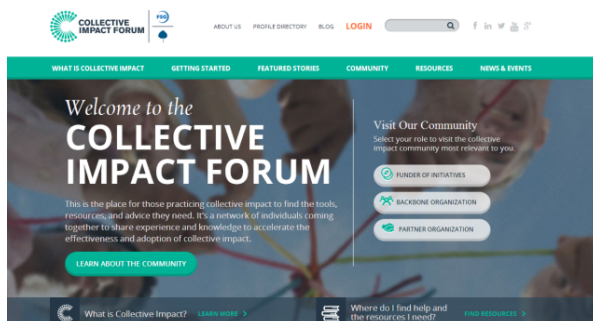 COLLECTIVE
IMPACT FORUM
FSG
ABOUT US PROFILE DIRECTORY BLOG LOGIN
WHAT IS COLLECTIVE IMPACT GETTING STARTED FEATURED STORIES COMMUNITY RESOURCES NEWS & EVENTS
Welcome to the
COLLECTIVE
IMPACT FORUM
This is the place for those practicing collective impact to find the tools,
resources, and advice they need. It's a network of individuals coming
together to share experience and knowledge to accelerate the
effectiveness and adoption of collective impact.
LEARN ABOUT THE COMMUNITY
Visit Our Community
Select your role to visit the collective
impact community most relevant to you.
FUNDER OF INITIATIVES
BACKBONE ORGANIZATION
PARTNER ORGANIZATION
What is Collective Impact? LEARN MORE >
Where do I find help and
the resources I need? FIND RESOURCES >